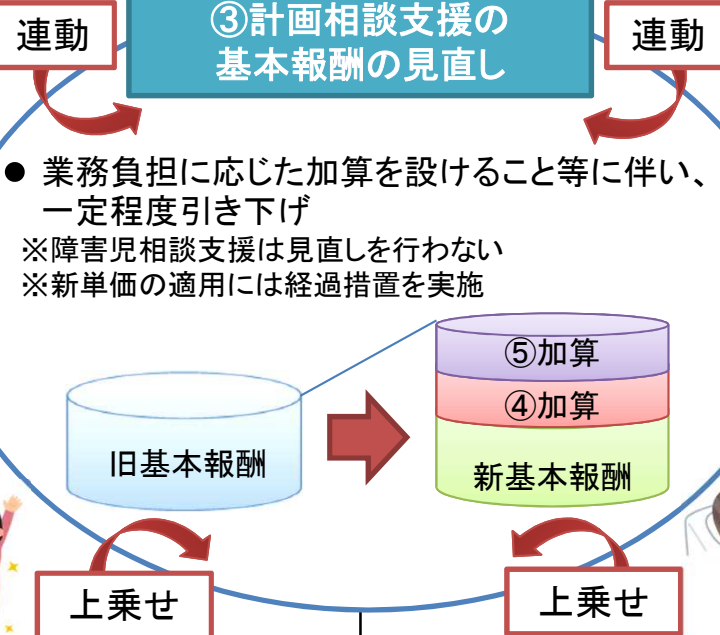 連動
③計画相談支援の
基本報酬の見直し
連動
● 業務負担に応じた加算を設けること等に伴い、
一定程度引き下げ
※障害児相談支援は見直しを行わない
※新単価の適用には経過措置を実施
⑤加算
④加算
旧基本報酬
新基本報酬
上乗せ
上乗せ